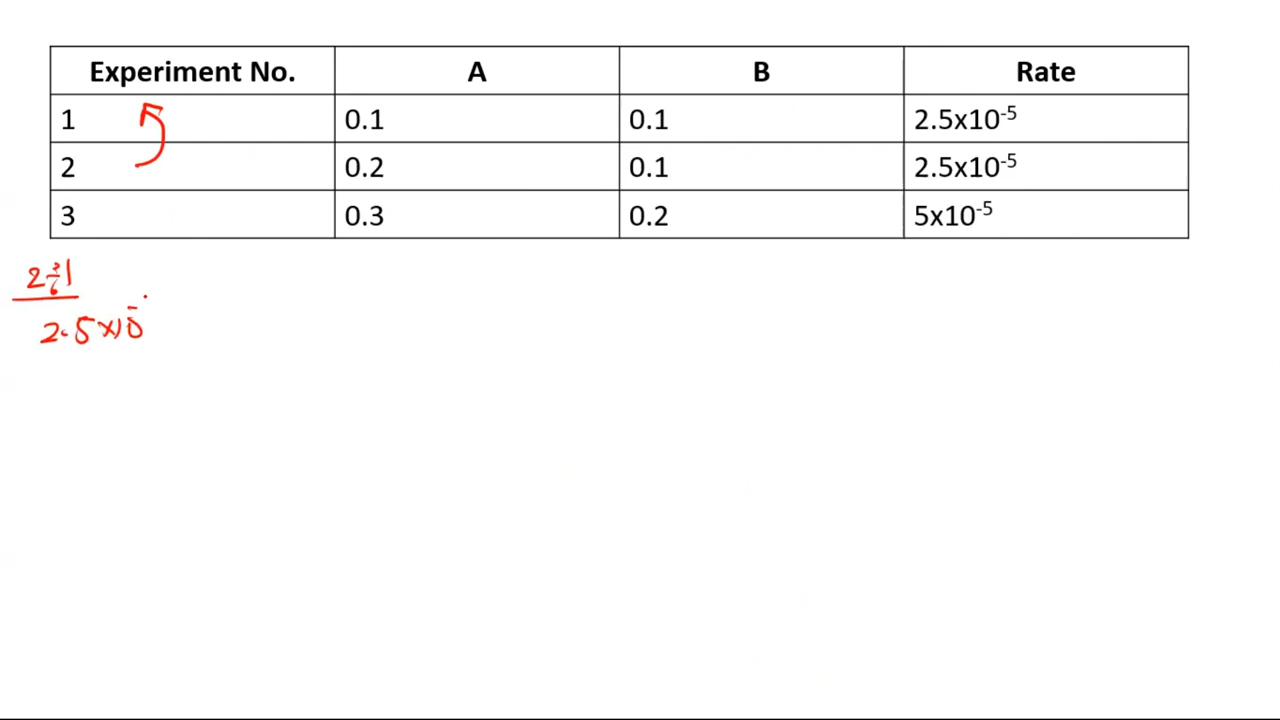 Experiment No. A B Rate
1 0.1 0.1 2.5x10⁻⁵
2 0.2 0.1 2.5x10⁻⁵
3 0.3 0.2 5x10⁻⁵
2 ÷ 1
2.5x10⁻